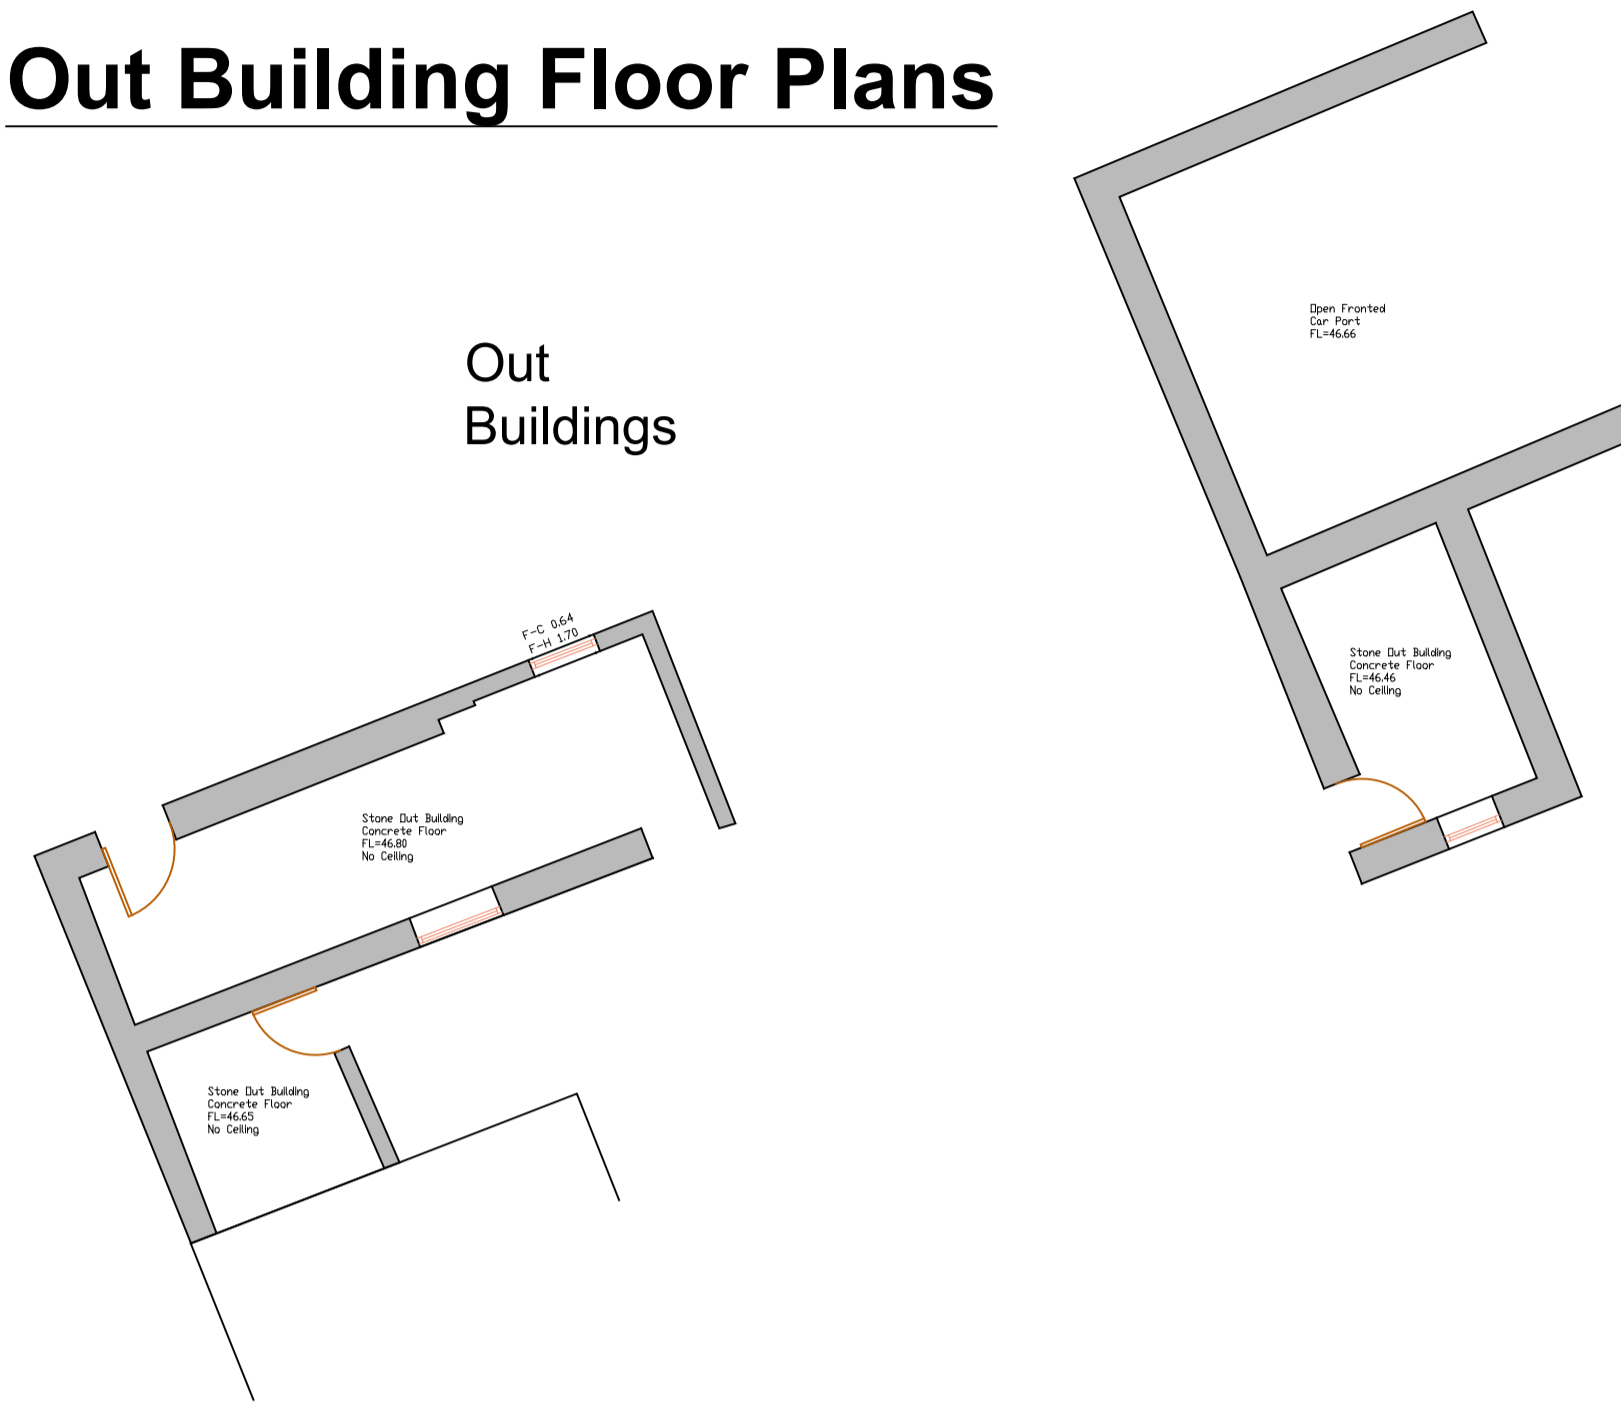 Out Building Floor Plans
Out
Buildings
Open Fronted
Car Port
FL=46.66
F-C 0.64
F-H 1.70
Stone Out Building
Concrete Floor
FL=46.46
No Ceiling
Stone Out Building
Concrete Floor
FL=46.80
No Ceiling
Stone Out Building
Concrete Floor
FL=46.65
No Ceiling